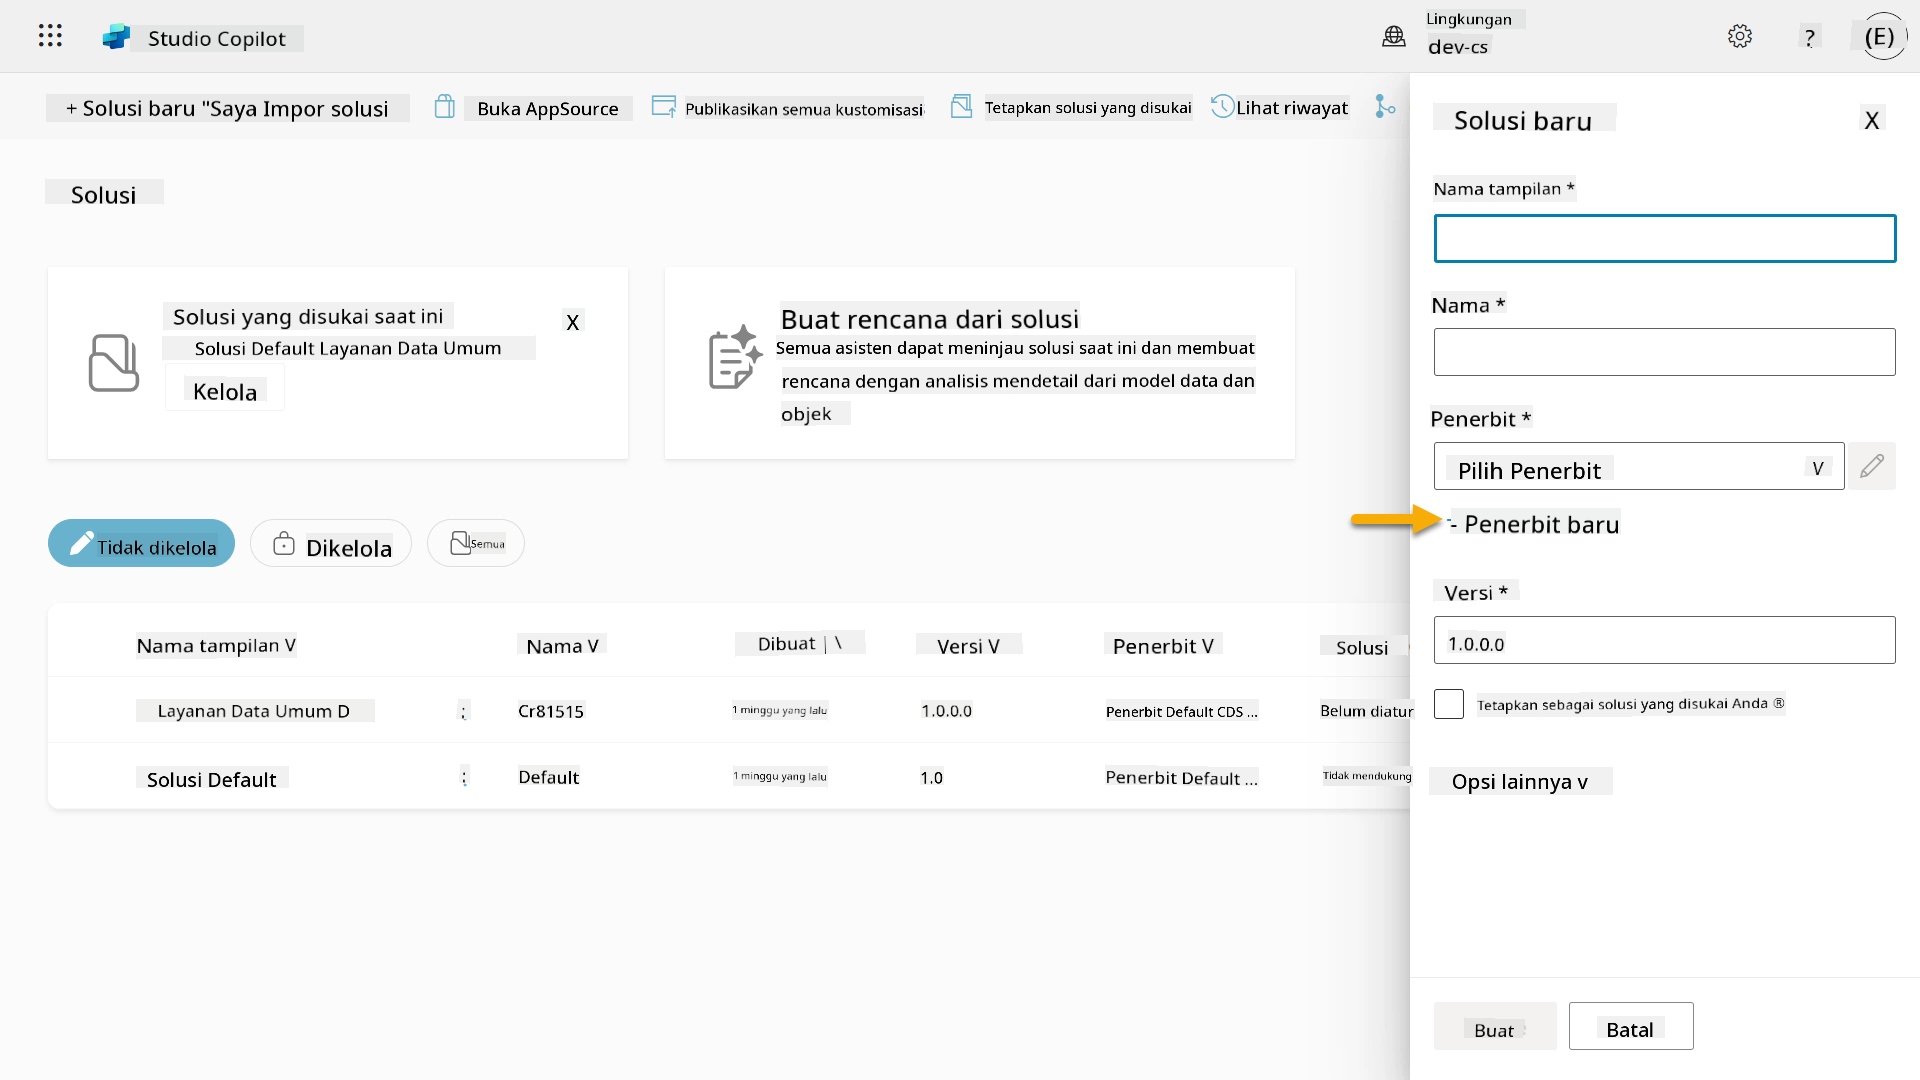 Studio Copilot
Lingkungan
dev-cs
?
(E)
+ Solusi baru "Saya Impor solusi
Buka AppSource
Publikasikan semua kustomisasi
Tetapkan solusi yang disukai
Lihat riwayat
Solusi
Solusi yang disukai saat ini
X
Solusi Default Layanan Data Umum
Kelola
Buat rencana dari solusi
Semua asisten dapat meninjau solusi saat ini dan membuat
rencana dengan analisis mendetail dari model data dan
objek
Tidak dikelola
Dikelola
Semua
Nama tampilan V
Nama V
Dibuat | \
Versi V
Penerbit V
Solusi
Layanan Data Umum D
:
Cr81515
1 minggu yang lalu
1.0.0.0
Penerbit Default CDS ...
Belum diatur
Solusi Default
:
Default
1 minggu yang lalu
1.0
Penerbit Default ...
Tidak mendukung
Solusi baru
X
Nama tampilan *
Nama *
Penerbit *
Pilih Penerbit
V
- Penerbit baru
Versi *
1.0.0.0
Tetapkan sebagai solusi yang disukai Anda ®
Opsi lainnya v
Buat
Batal